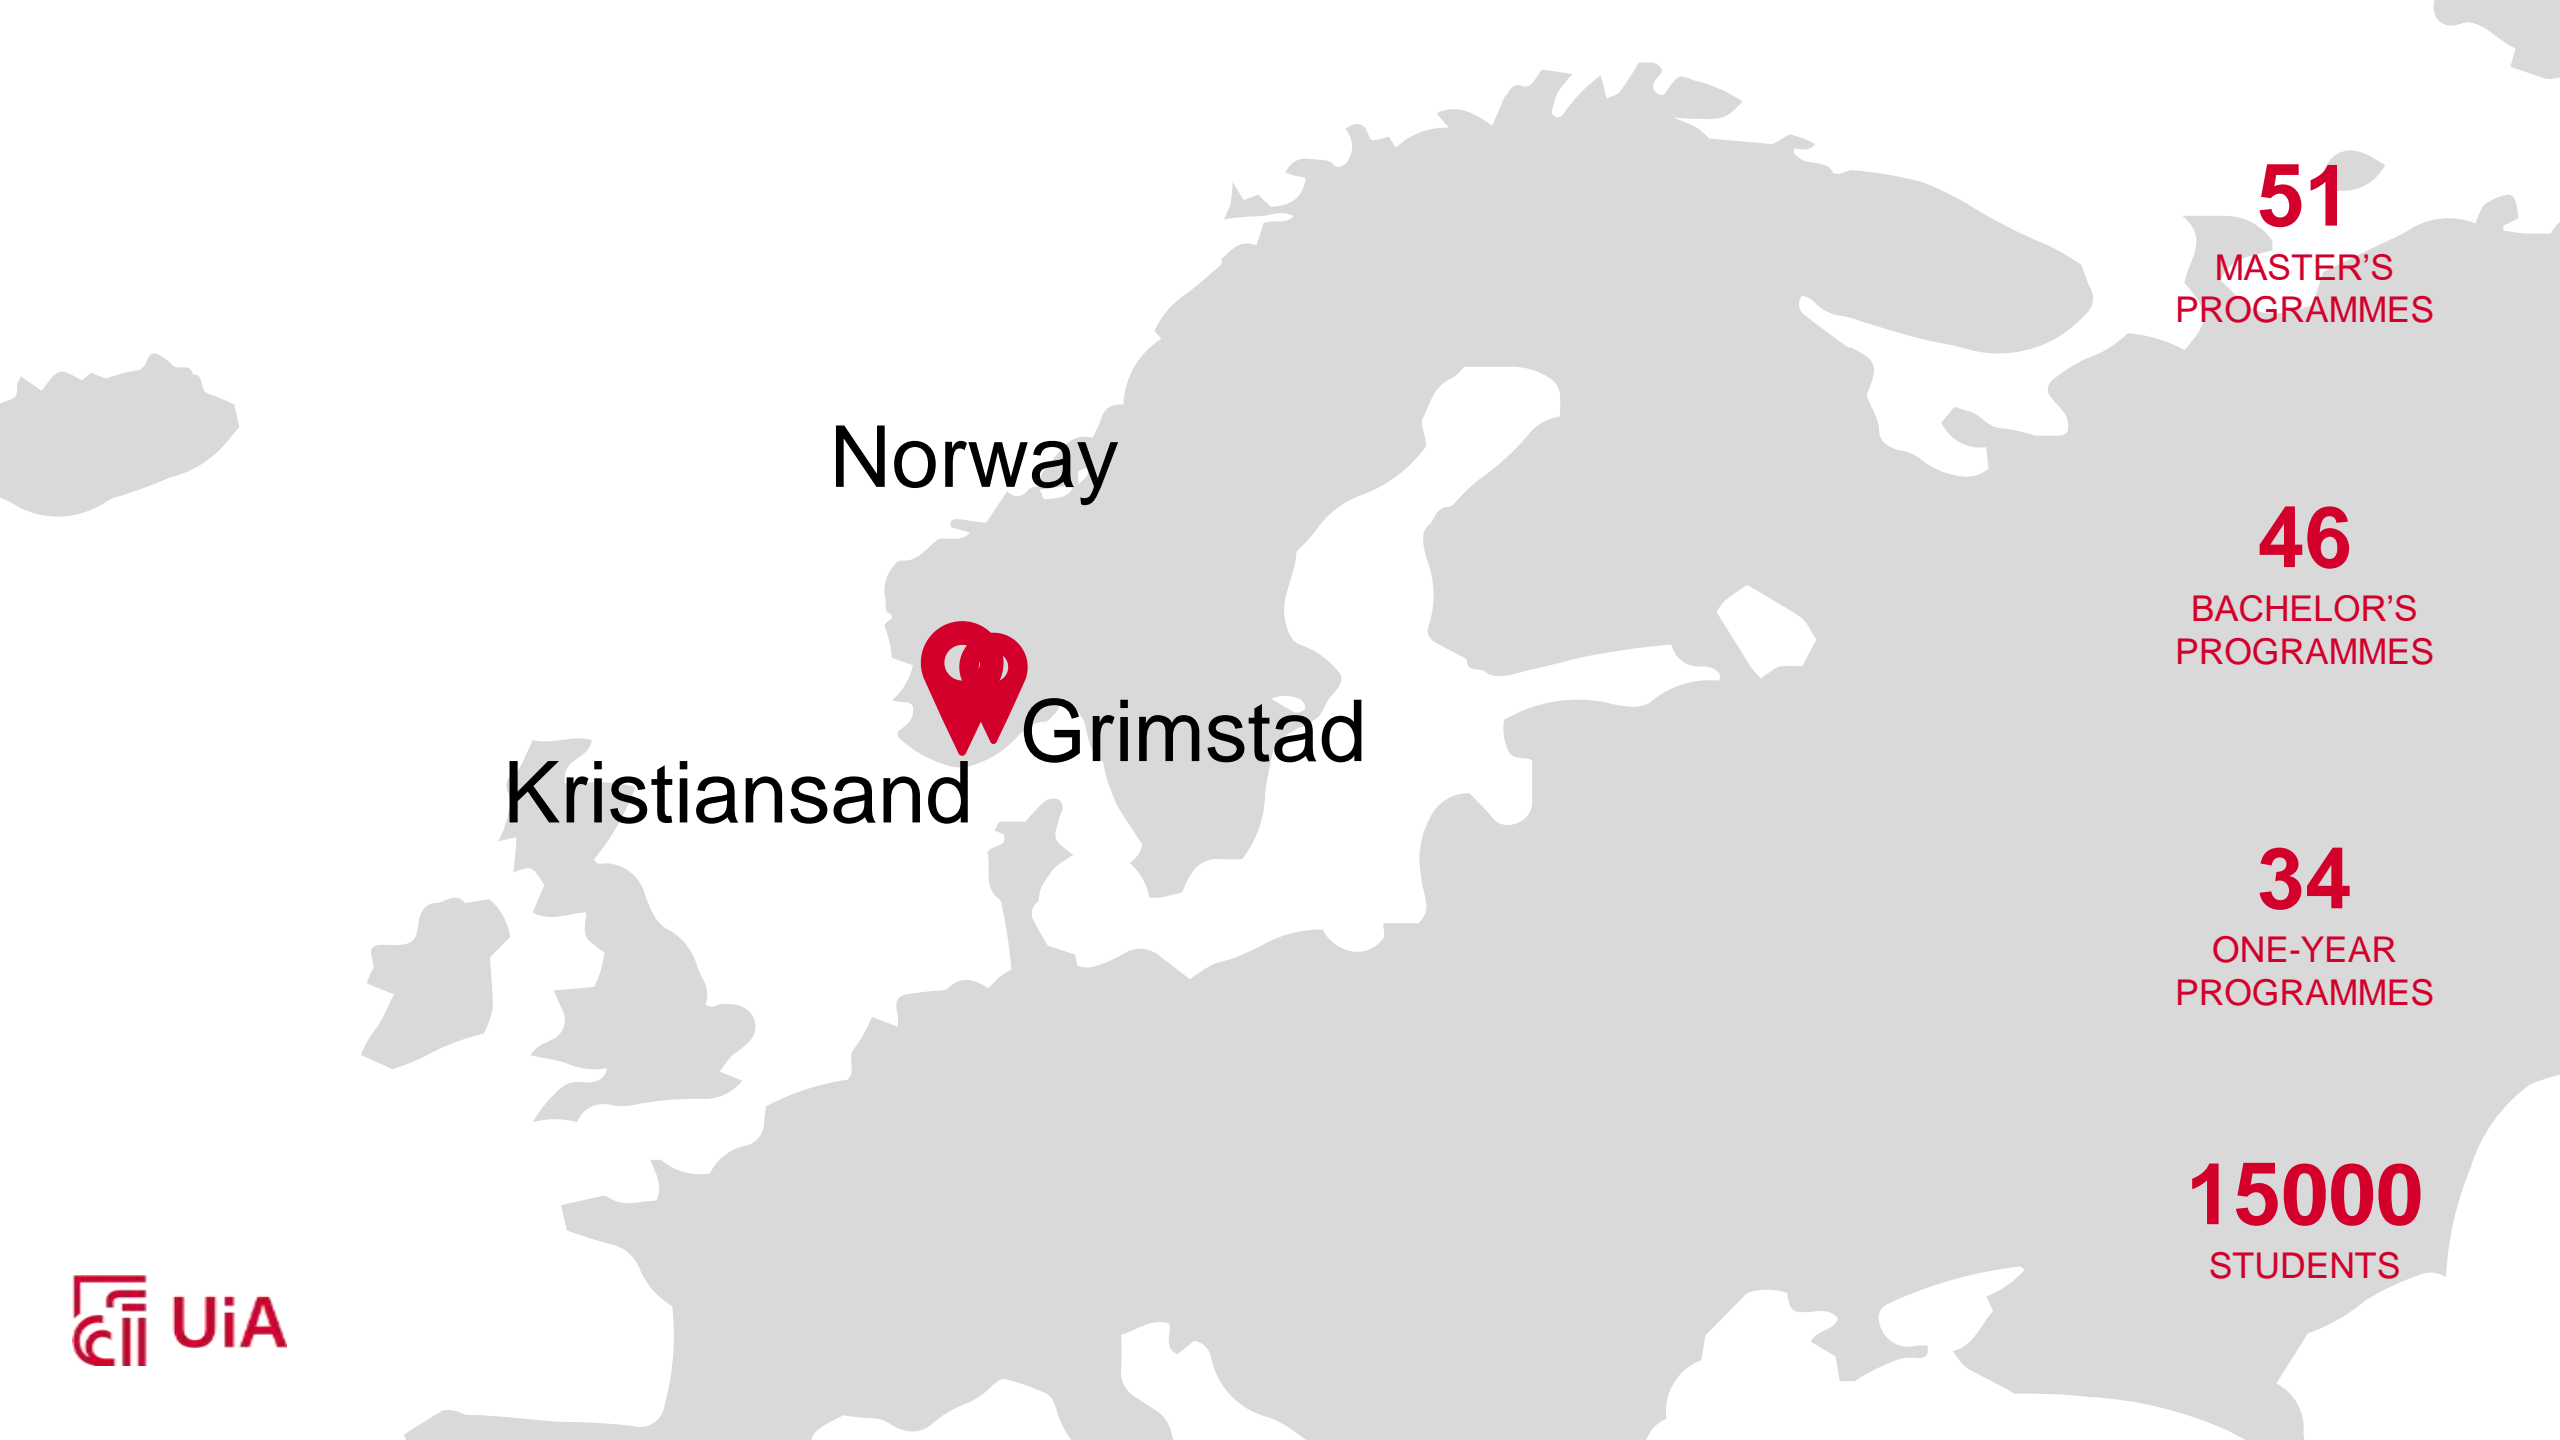 Norway
Grimstad
Kristiansand
51
MASTER’S
PROGRAMMES
46
BACHELOR’S
PROGRAMMES
34
ONE-YEAR
PROGRAMMES
15000
STUDENTS
UiA